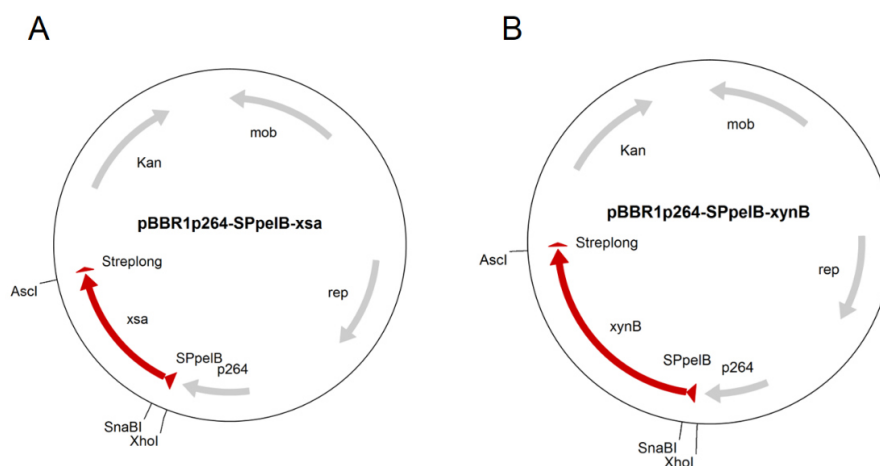 A
mob
Kan
pBBR1p264-SPpelB-xsa
Streplong
AscI
rep
xsa
SPpelB
p264
SnaBI
XhoI
B
mob
Kan
pBBR1p264-SPpelB-xynB
Streplong
AscI
rep
xynB
SPpelB
p264
SnaBI
XhoI